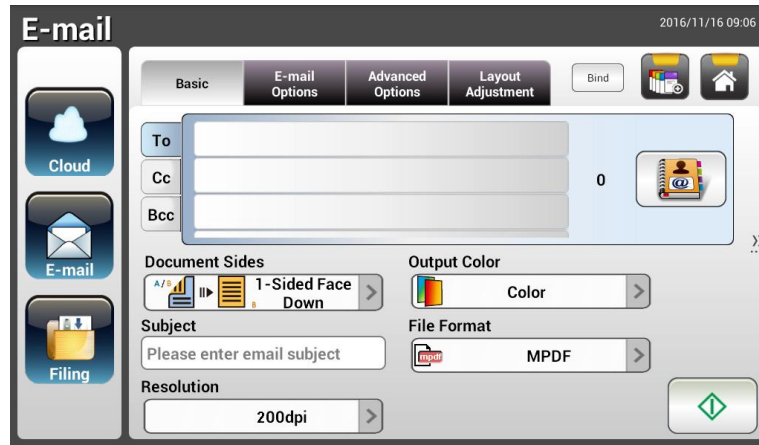 E-mail
2016/11/16 09:06
Basic
E-mail
Options
Advanced
Options
Layout
Adjustment
Bind
Cloud
E-mail
Filing
To
Cc
Bcc
0
@
Document Sides
A/B
1-Sided Face
Down
B
Output Color
Color
Subject
Please enter email subject
File Format
mpdf
MPDF
Resolution
200dpi